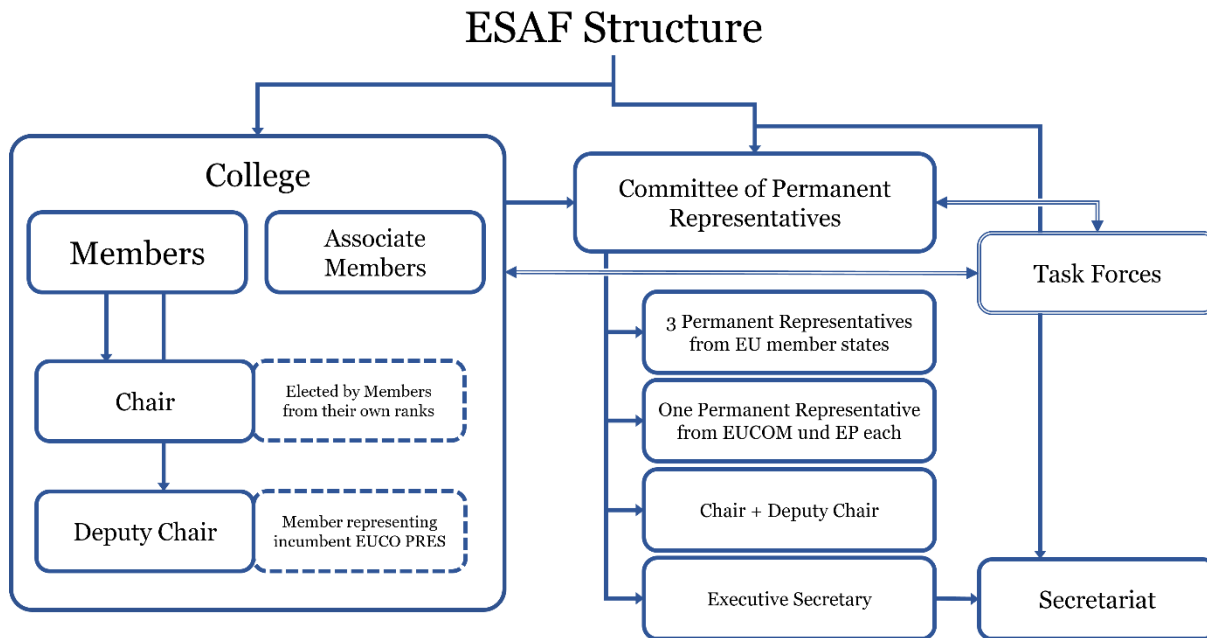 ESAF Structure
College
Members
Associate
Members
Chair
Elected by Members
from their own ranks
Deputy Chair
Member representing
incumbent EUCO PRES
Committee of Permanent
Representatives
3 Permanent Representatives
from EU member states
One Permanent Representative
from EUCOM und EP each
Chair + Deputy Chair
Executive Secretary
Task Forces
Secretariat